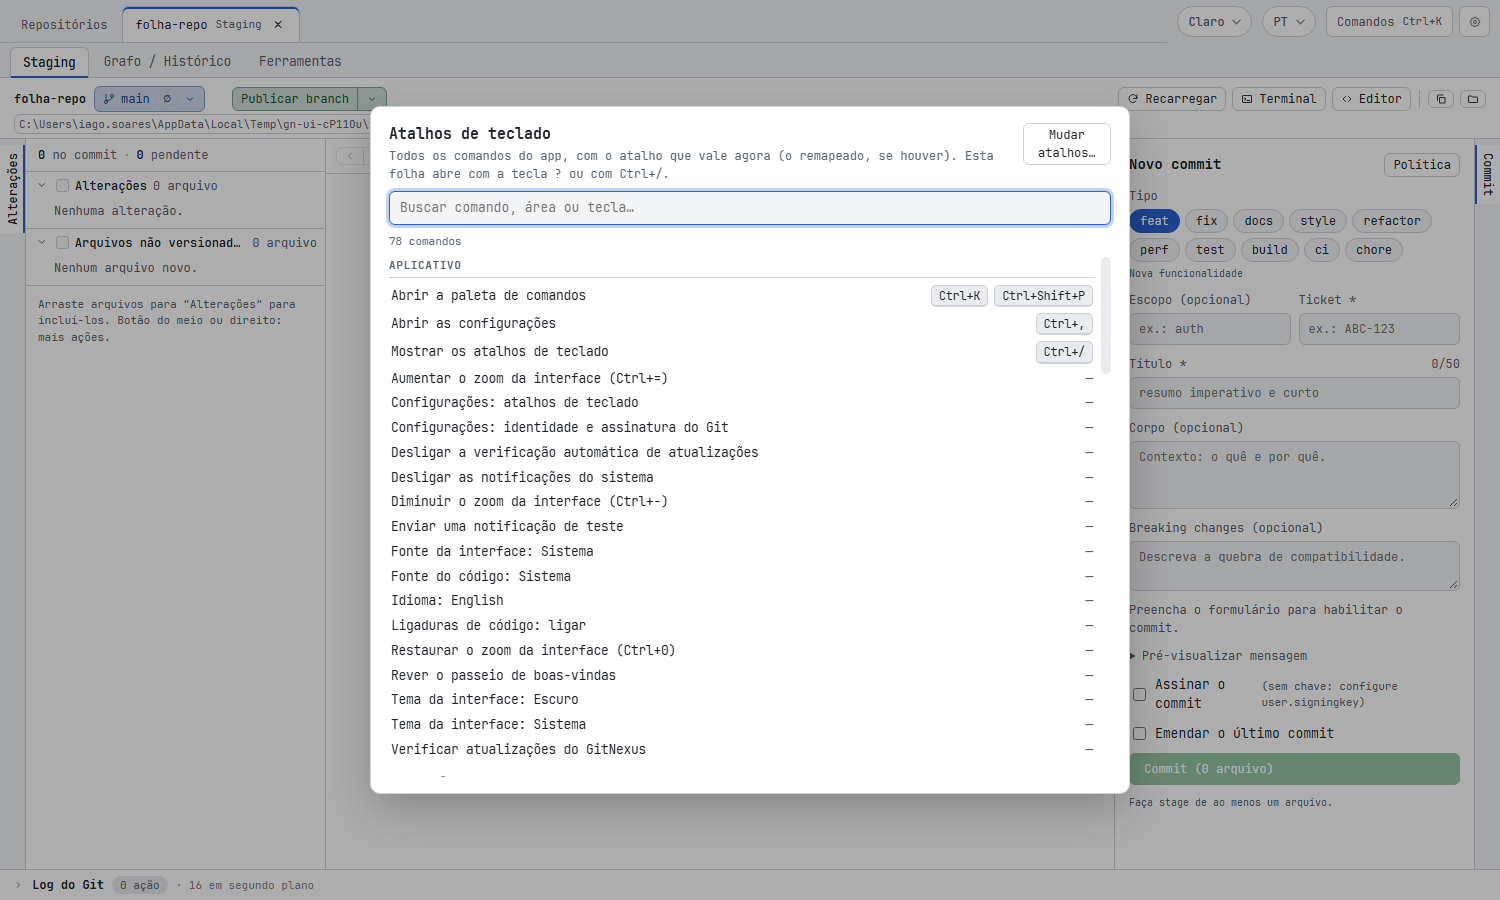 Repositórios
folha-repo Staging ×
Claro
PT
Comandos Ctrl+K
Staging
Grafo / Histórico
Ferramentas
folha-repo
main
Publicar branch
Recarregar
Terminal
Editor
C:\Users\iago.soares\AppData\Local\Temp\gn-ui-cP110u\
Alterações
0 no commit · 0 pendente
Alterações 0 arquivo
Nenhuma alteração.
Arquivos não versionad… 0 arquivo
Nenhum arquivo novo.
Arraste arquivos para “Alterações” para
incluí-los. Botão do meio ou direito:
mais ações.
Atalhos de teclado
Todos os comandos do app, com o atalho que vale agora (o remapeado, se houver). Esta
folha abre com a tecla ? ou com Ctrl+/.
Mudar
atalhos…
Buscar comando, área ou tecla…
78 comandos
APLICATIVO
Abrir a paleta de comandos Ctrl+K Ctrl+Shift+P
Abrir as configurações Ctrl+,
Mostrar os atalhos de teclado Ctrl+/
Aumentar o zoom da interface (Ctrl+=) —
Configurações: atalhos de teclado —
Configurações: identidade e assinatura do Git —
Desligar a verificação automática de atualizações —
Desligar as notificações do sistema —
Diminuir o zoom da interface (Ctrl+-) —
Enviar uma notificação de teste —
Fonte da interface: Sistema —
Fonte do código: Sistema —
Idioma: English —
Ligaduras de código: ligar —
Restaurar o zoom da interface (Ctrl+0) —
Rever o passeio de boas-vindas —
Tema da interface: Escuro —
Tema da interface: Sistema —
Verificar atualizações do GitNexus —
Novo commit
Política
Tipo
feat fix docs style refactor
perf test build ci chore
Nova funcionalidade
Escopo (opcional) Ticket *
ex.: auth ex.: ABC-123
Título * 0/50
resumo imperativo e curto
Corpo (opcional)
Contexto: o quê e por quê.
Breaking changes (opcional)
Descreva a quebra de compatibilidade.
Preencha o formulário para habilitar o
commit.
Pré-visualizar mensagem
Assinar o
commit
(sem chave: configure
user.signingkey)
Emendar o último commit
Commit (0 arquivo)
Faça stage de ao menos um arquivo.
Commit
Log do Git 0 ação · 16 em segundo plano